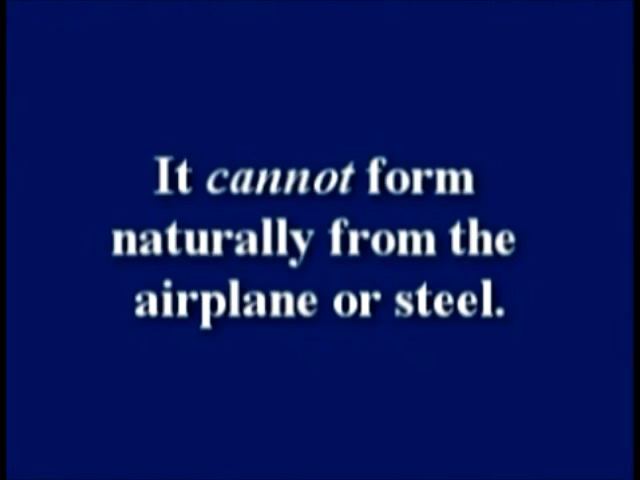 It cannot form
naturally from the
airplane or steel.